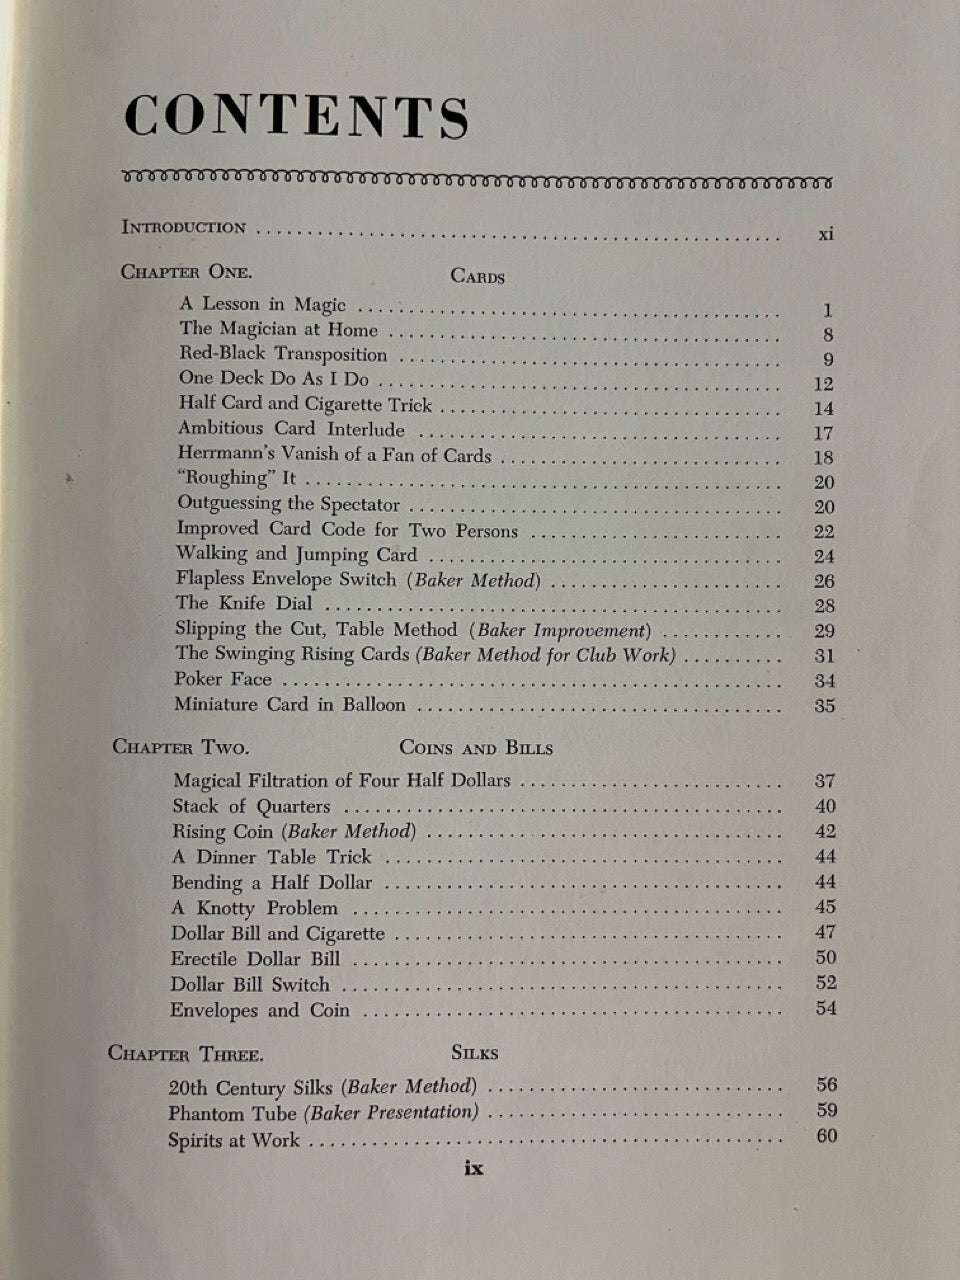 CONTENTS
INTRODUCTION ........ xi
CHAPTER ONE. CARDS
A Lesson in Magic ........ 1
The Magician at Home ........ 8
Red-Black Transposition ........ 9
One Deck Do As I Do ........ 12
Half Card and Cigarette Trick ........ 14
Ambitious Card Interlude ........ 17
Herrmann's Vanish of a Fan of Cards ........ 18
"Roughing" It ........ 20
Outguessing the Spectator ........ 20
Improved Card Code for Two Persons ........ 22
Walking and Jumping Card ........ 24
Flapless Envelope Switch (Baker Method) ........ 26
The Knife Dial ........ 28
Slipping the Cut, Table Method (Baker Improvement) ........ 29
The Swinging Rising Cards (Baker Method for Club Work) ........ 31
Poker Face ........ 34
Miniature Card in Balloon ........ 35
CHAPTER TWO. COINS AND BILLS
Magical Filtration of Four Half Dollars ........ 37
Stack of Quarters ........ 40
Rising Coin (Baker Method) ........ 42
A Dinner Table Trick ........ 44
Bending a Half Dollar ........ 44
A Knotty Problem ........ 45
Dollar Bill and Cigarette ........ 47
Erectile Dollar Bill ........ 50
Dollar Bill Switch ........ 52
Envelopes and Coin ........ 54
CHAPTER THREE. SILKS
20th Century Silks (Baker Method) ........ 56
Phantom Tube (Baker Presentation) ........ 59
Spirits at Work ........ 60
ix